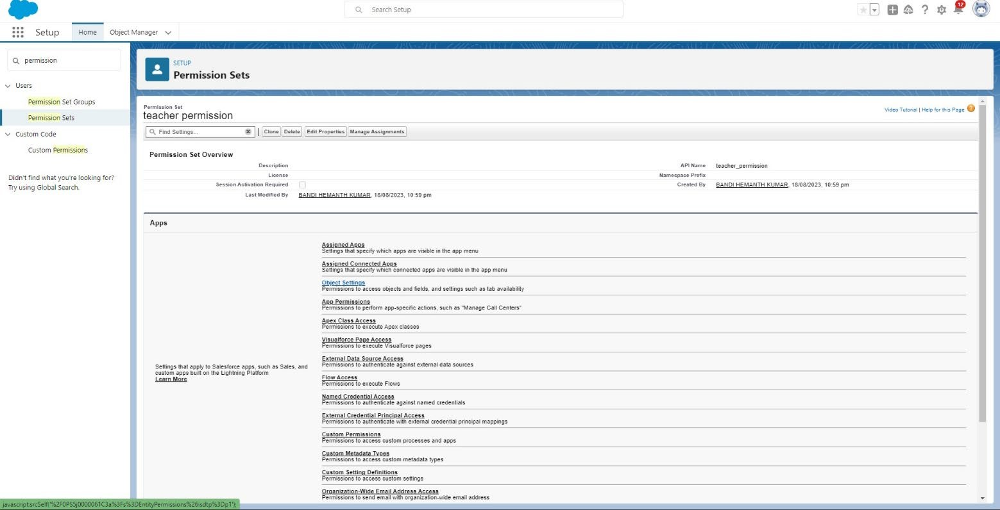 Search Setup
12
Setup
Home
Object Manager
permission
Users
Permission Set Groups
Permission Sets
Custom Code
Custom Permissions
Didn't find what you're looking for?
Try using Global Search.
SETUP
Permission Sets
Permission Set
teacher permission
Video Tutorial | Help for this Page
Find Settings...
| Clone Delete Edit Properties Manage Assignments
Permission Set Overview
Description
API Name teacher_permission
License
Namespace Prefix
Session Activation Required
Created By BANDI HEMANTH KUMAR, 18/08/2023, 10:59 pm
Last Modified By BANDI HEMANTH KUMAR, 18/08/2023, 10:59 pm
Apps
Settings that apply to Salesforce apps, such as Sales, and
custom apps built on the Lightning Platform
Learn More
Assigned Apps
Settings that specify which apps are visible in the app menu
Assigned Connected Apps
Settings that specify which connected apps are visible in the app menu
Object Settings
Permissions to access objects and fields, and settings such as tab availability
App Permissions
Permissions to perform app-specific actions, such as "Manage Call Centers"
Apex Class Access
Permissions to execute Apex classes
Visualforce Page Access
Permissions to execute Visualforce pages
External Data Source Access
Permissions to authenticate against external data sources
Flow Access
Permissions to execute Flows
Named Credential Access
Permissions to authenticate against named credentials
External Credential Principal Access
Permissions to authenticate with external credential principal mappings
Custom Permissions
Permissions to access custom processes and apps
Custom Metadata Types
Permissions to access custom metadata types
Custom Setting Definitions
Permissions to access custom settings
Organization-Wide Email Address Access
Permissions to send email with organization-wide email address
javascript:srcSelf('%2F0PS5j0000061C3a%3Fs%3DEntityPermissions%26isdtp%3Dp1');